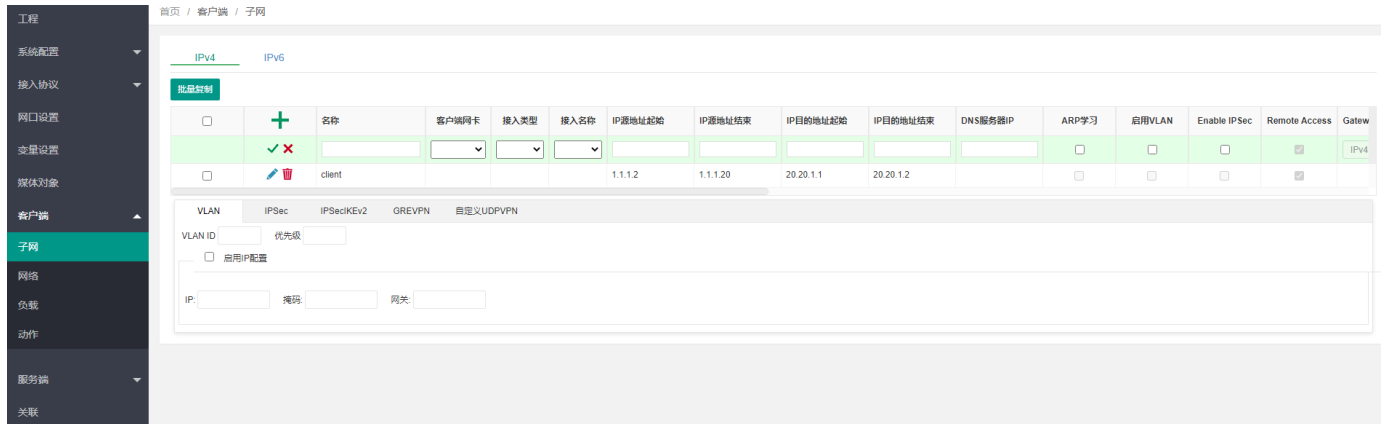 首页 / 客户端 / 子网
工程
系统配置
接入协议
网口设置
变量设置
媒体对象
客户端
子网
网络
负载
动作
服务端
关联
IPv4 IPv6
批量复制
名称 客户端网卡 接入类型 接入名称 IP源地址起始 IP源地址结束 IP目的地址起始 IP目的地址结束 DNS服务器IP ARP学习 启用VLAN Enable IPSec Remote Access Gatew
IPv4
client 1.1.1.2 1.1.1.20 20.20.1.1 20.20.1.2
VLAN IPSec IPSecIKEv2 GREVPN 自定义UDPVPN
VLAN ID 优先级
启用IP配置
IP: 掩码: 网关: